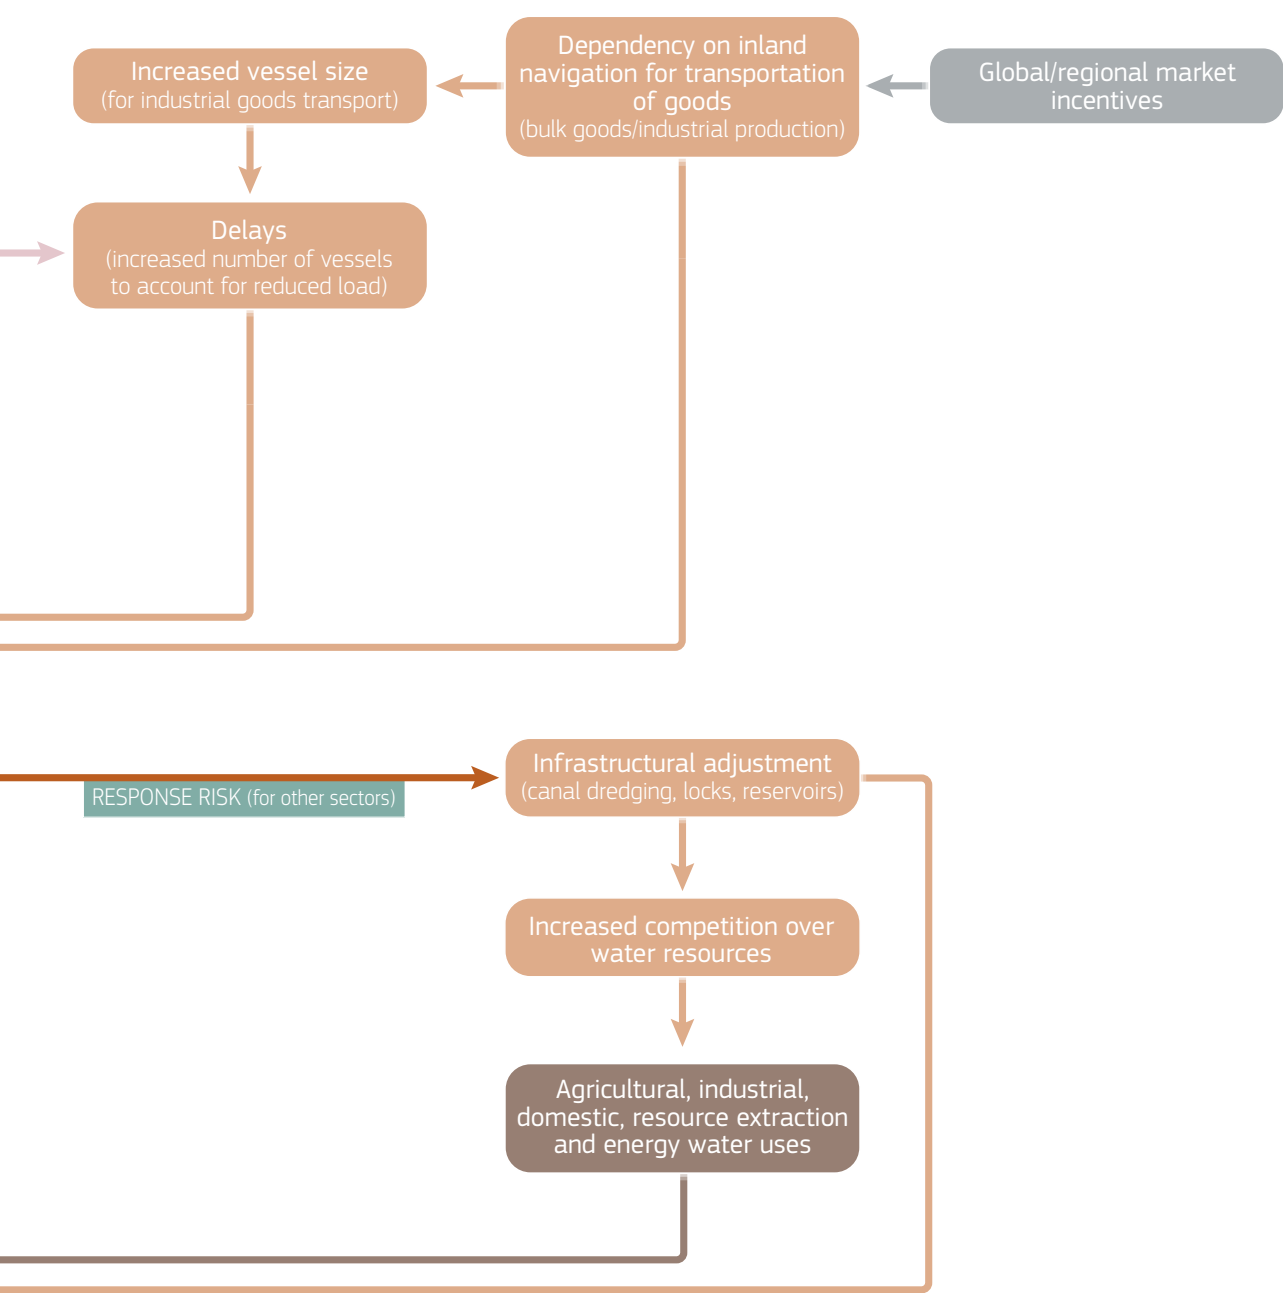 Increased vessel size
(for industrial goods transport)
Dependency on inland
navigation for transportation
of goods
(bulk goods/industrial production)
Global/regional market
incentives
Delays
(increased number of vessels
to account for reduced load)
RESPONSE RISK (for other sectors)
Infrastructural adjustment
(canal dredging, locks, reservoirs)
Increased competition over
water resources
Agricultural, industrial,
domestic, resource extraction
and energy water uses